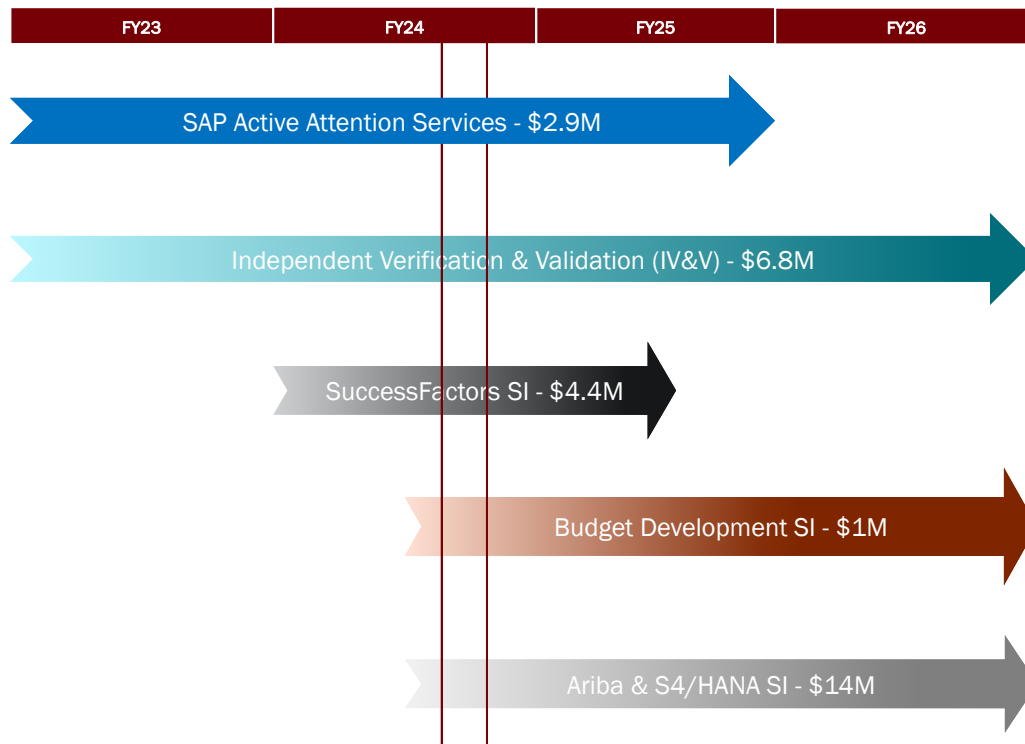 FY23 FY24 FY25 FY26
SAP Active Attention Services - $2.9M
Independent Verification & Validation (IV&V) - $6.8M
SuccessFactors SI - $4.4M
Budget Development SI - $1M
Ariba & S4/HANA SI - $14M